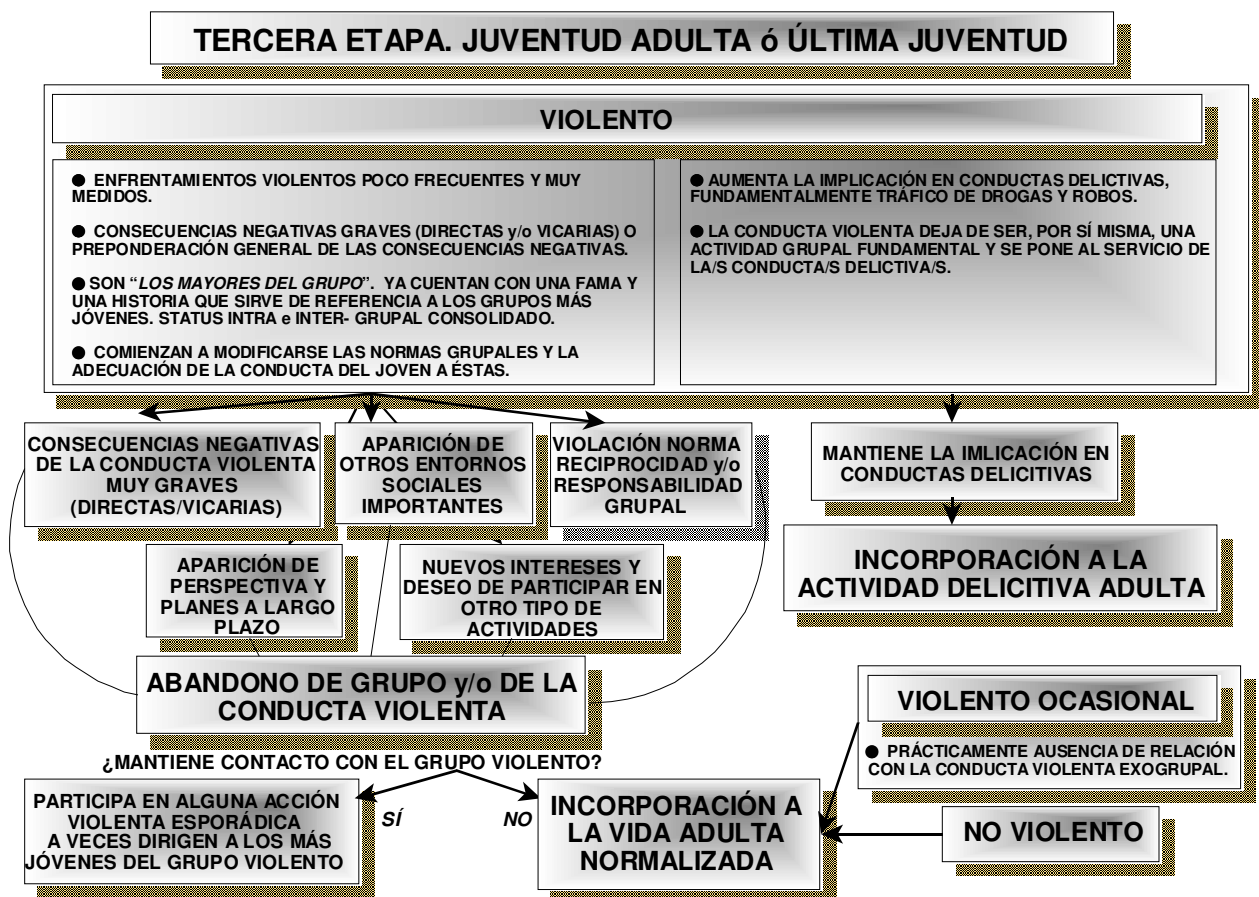 TERCERA ETAPA. JUVENTUD ADULTA ó ÚLTIMA JUVENTUD
VIOLENTO
● ENFRENTAMIENTOS VIOLENTOS POCO FRECUENTES Y MUY
MEDIDOS.
● CONSECUENCIAS NEGATIVAS GRAVES (DIRECTAS y/o VICARIAS) O
PREPONDERACIÓN GENERAL DE LAS CONSECUENCIAS NEGATIVAS.
● SON “LOS MAYORES DEL GRUPO”. YA CUENTAN CON UNA FAMA Y
UNA HISTORIA QUE SIRVE DE REFERENCIA A LOS GRUPOS MÁS
JÓVENES. STATUS INTRA e INTER- GRUPAL CONSOLIDADO.
● COMIENZAN A MODIFICARSE LAS NORMAS GRUPALES Y LA
ADECUACIÓN DE LA CONDUCTA DEL JOVEN A ÉSTAS.
● AUMENTA LA IMPLICACIÓN EN CONDUCTAS DELICTIVAS,
FUNDAMENTALMENTE TRÁFICO DE DROGAS Y ROBOS.
● LA CONDUCTA VIOLENTA DEJA DE SER, POR SÍ MISMA, UNA
ACTIVIDAD GRUPAL FUNDAMENTAL Y SE PONE AL SERVICIO DE
LA/S CONDUCTA/S DELICTIVA/S.
CONSECUENCIAS NEGATIVAS
DE LA CONDUCTA VIOLENTA
MUY GRAVES
(DIRECTAS/VICARIAS)
APARICIÓN DE
OTROS ENTORNOS
SOCIALES
IMPORTANTES
VIOLACIÓN NORMA
RECIPROCIDAD y/o
RESPONSABILIDAD
GRUPAL
MANTIENE LA IMLICACIÓN EN
CONDUCTAS DELICITIVAS
APARICIÓN DE
PERSPECTIVA Y
PLANES A LARGO
PLAZO
NUEVOS INTERESES Y
DESEO DE PARTICIPAR EN
OTRO TIPO DE
ACTIVIDADES
INCORPORACIÓN A LA
ACTIVIDAD DELICITIVA ADULTA
ABANDONO DE GRUPO y/o DE LA
CONDUCTA VIOLENTA
VIOLENTO OCASIONAL
● PRÁCTICAMENTE AUSENCIA DE RELACIÓN
CON LA CONDUCTA VIOLENTA EXOGRUPAL.
¿MANTIENE CONTACTO CON EL GRUPO VIOLENTO?
PARTICIPA EN ALGUNA ACCIÓN
VIOLENTA ESPORÁDICA
A VECES DIRIGEN A LOS MÁS
JÓVENES DEL GRUPO VIOLENTO
SÍ
NO
INCORPORACIÓN A
LA VIDA ADULTA
NORMALIZADA
NO VIOLENTO